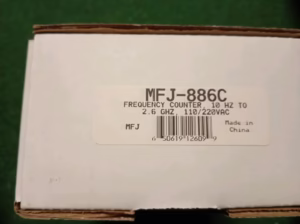 MFJ-886C
FREQUENCY COUNTER, 10 HZ TO
2.6 GHZ, 110/220VAC
MFJ
Made in
China